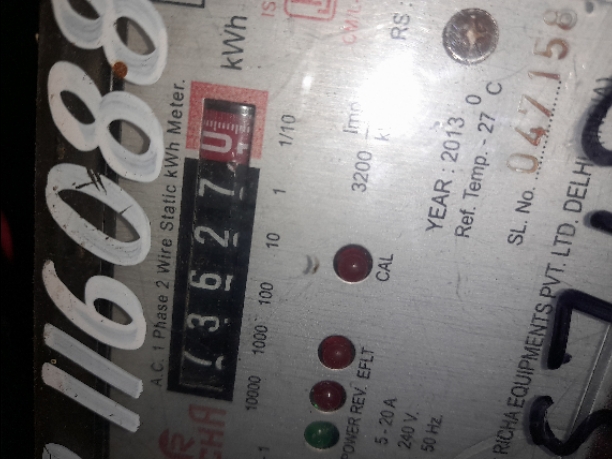 1160888
A.C. 1 Phase 2 Wire Static kWh Meter.
736270
kWh
10000 1000 100 10 1 1/10
POWER REV. EFLT CAL
5 - 20 A
240 V.
50 Hz.
3200
YEAR : 2013
Ref. Temp. - 27 °C
SL. No. 047158
RICHA EQUIPMENTS PVT. LTD. DELHI
RS :